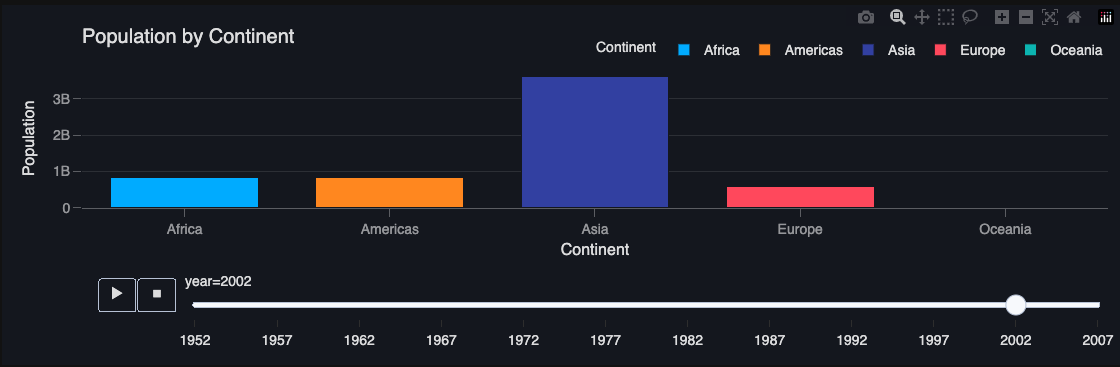 Population by Continent
Continent Africa Americas Asia Europe Oceania
Population
3B
2B
1B
0
Africa Americas Asia Europe Oceania
Continent
year=2002
1952 1957 1962 1967 1972 1977 1982 1987 1992 1997 2002 2007